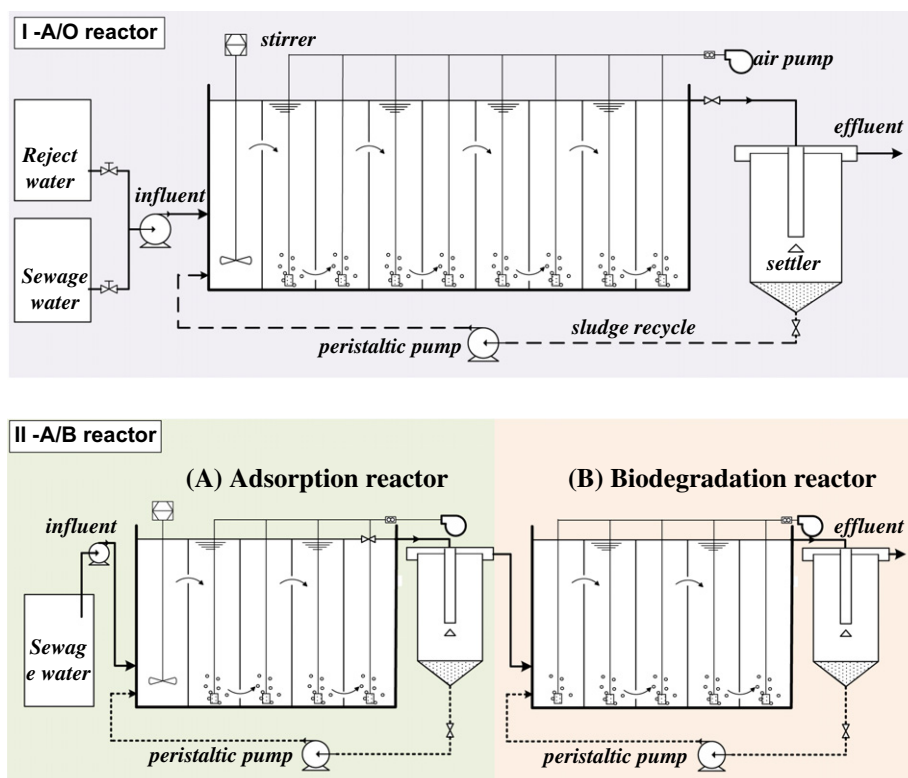 I -A/O reactor
stirrer
air pump
effluent
Reject
water
influent
Sewage
water
settler
sludge recycle
peristaltic pump
II -A/B reactor
(A) Adsorption reactor
(B) Biodegradation reactor
influent
effluent
Sewag
e water
peristaltic pump
peristaltic pump